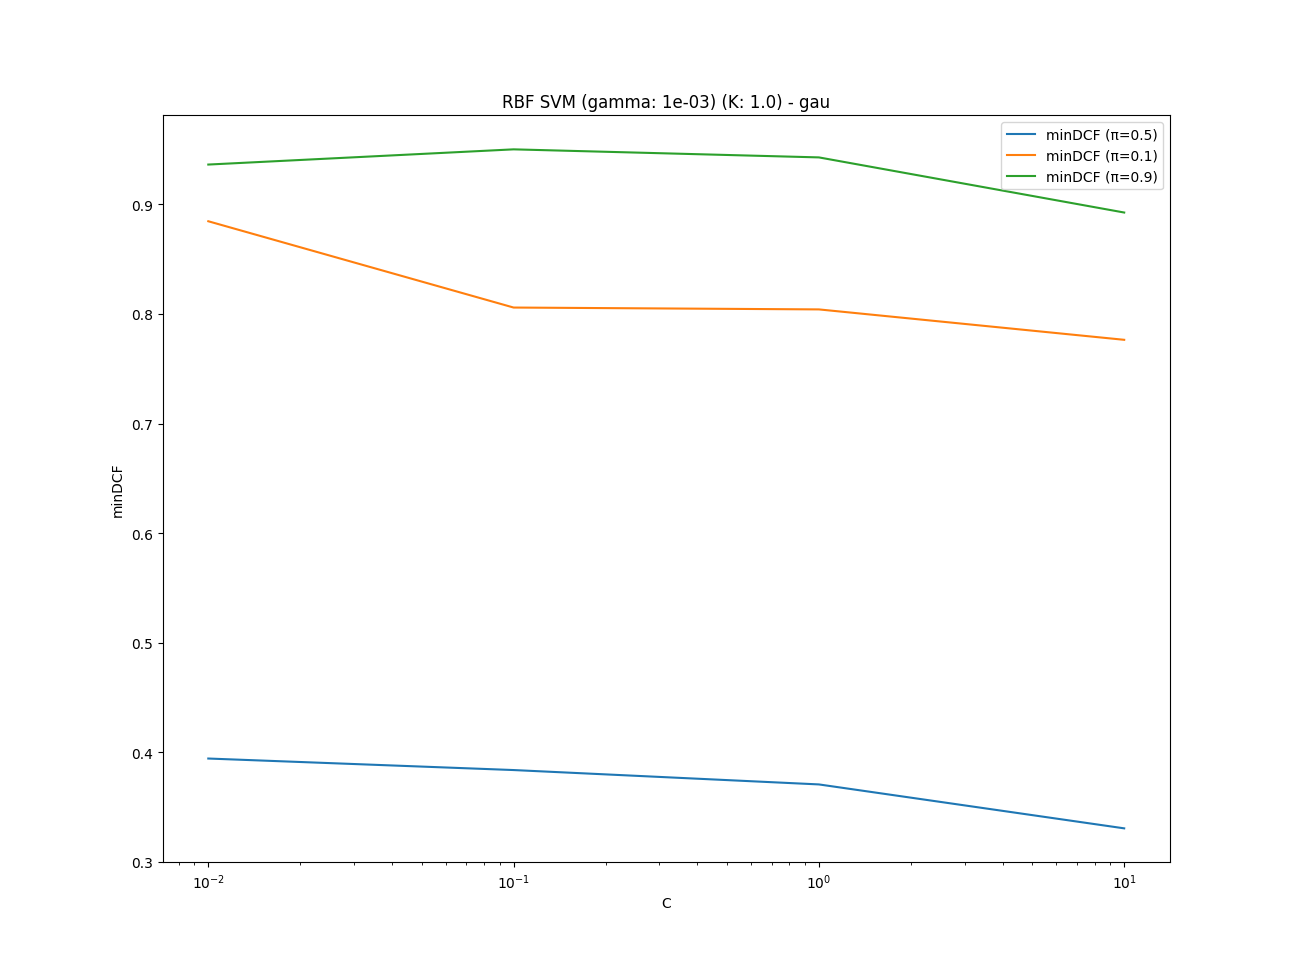 RBF SVM (gamma: 1e-03) (K: 1.0) - gau
minDCF (π=0.5)
minDCF (π=0.1)
minDCF (π=0.9)
0.9
0.8
0.7
0.6
0.5
0.4
0.3
minDCF
10⁻² 10⁻¹ 10⁰ 10¹
C